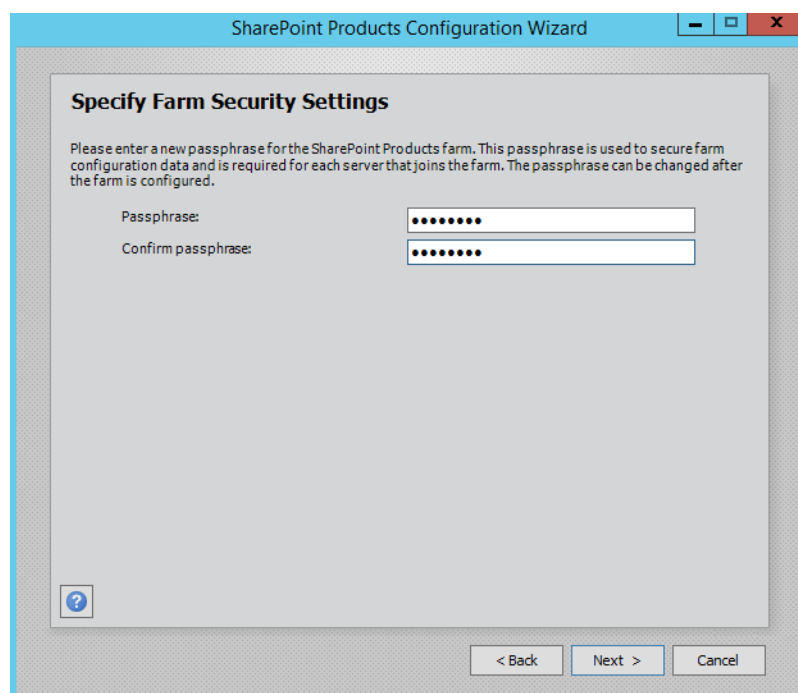 SharePoint Products Configuration Wizard
Specify Farm Security Settings
Please enter a new passphrase for the SharePoint Products farm. This passphrase is used to secure farm
configuration data and is required for each server that joins the farm. The passphrase can be changed after
the farm is configured.
Passphrase: ••••••••
Confirm passphrase: ••••••••
?
< Back Next > Cancel